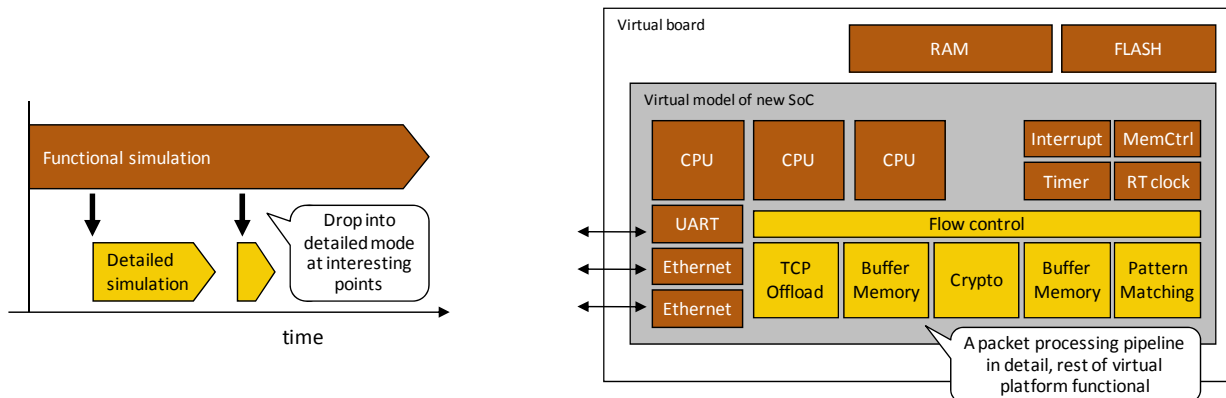 Functional simulation
Drop into
detailed mode
at interesting
points
Detailed
simulation
time
Virtual board
RAM
FLASH
Virtual model of new SoC
CPU
CPU
CPU
Interrupt
MemCtrl
Timer
RT clock
UART
Flow control
Ethernet
Ethernet
TCP
Offload
Buffer
Memory
Crypto
Buffer
Memory
Pattern
Matching
A packet processing pipeline
in detail, rest of virtual
platform functional